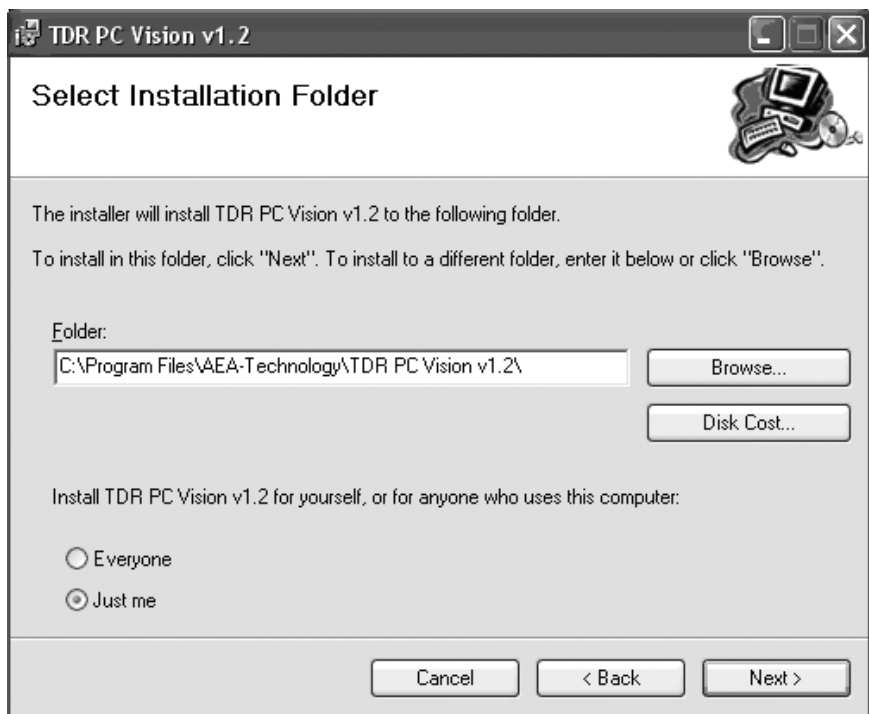 TDR PC Vision v1.2
Select Installation Folder
The installer will install TDR PC Vision v1.2 to the following folder.
To install in this folder, click "Next". To install to a different folder, enter it below or click "Browse".
Folder:
C:\Program Files\AEA-Technology\TDR PC Vision v1.2\
Browse...
Disk Cost...
Install TDR PC Vision v1.2 for yourself, or for anyone who uses this computer:
Everyone
Just me
Cancel
< Back
Next >